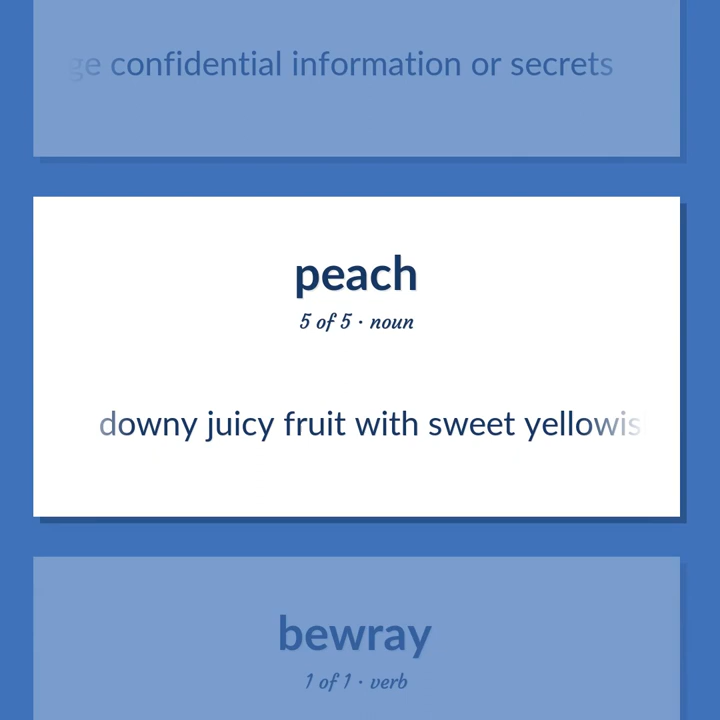 confidential information or secrets
peach
5 of 5 · noun
downy juicy fruit with sweet
bewray
1 of 1 · verb